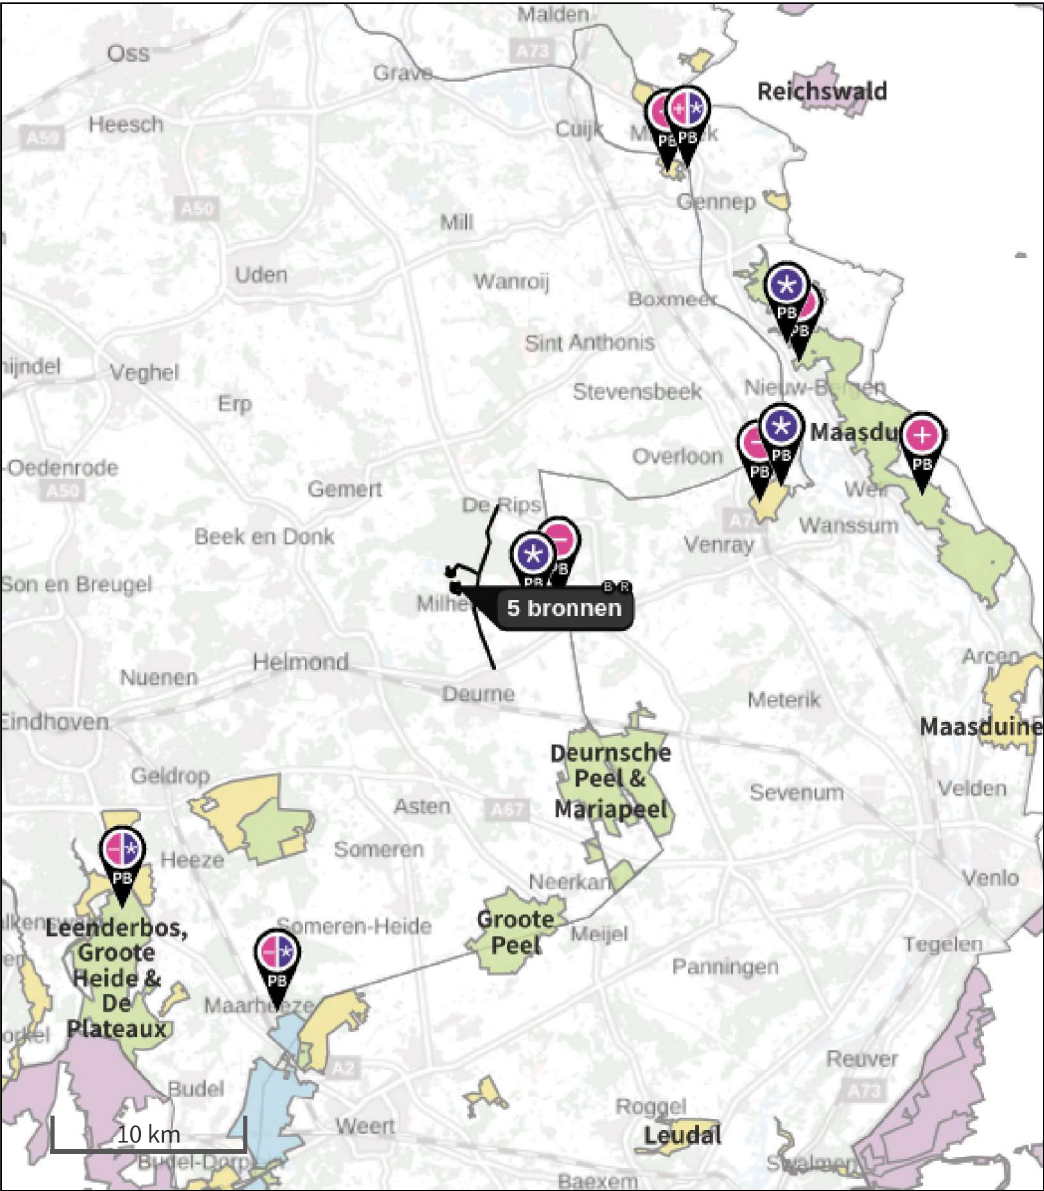 Malden
Oss
A73
Grave
Reichswald
Heesch
Cuijk
A59
PB
PB
A50
Gennep
Mill
Uden
Wanroij
Boxmeer
PB
PB
Sint Anthonis
Veghel
Stevensbeek
Nieuw-Bergen
Erp
Maasdu
Overloon
PB
PB
PB
-Oedenrode
A50
Gemert
De Rips
Wanssum
Beek en Donk
Venray
PB
PB
Son en Breugel
B R
5 bronnen
Helmond
Arcen
Nuenen
Deurne
Meterik
Eindhoven
Maasduine
Deurnsche
Peel &
Mariapeel
Geldrop
Asten
A67
Sevenum
Velden
Someren
Heeze
PB
Neerkan
Venlo
Leenderbos,
Groote
Heide &
De
Plateaux
Someren-Heide
Groote
Peel
Meijel
Tegelen
PB
Panningen
Maarheeze
A2
Reuver
A73
Budel
Roggel
Weert
Leudal
10 km
Budel-Dorp
Swalmen
Baexem